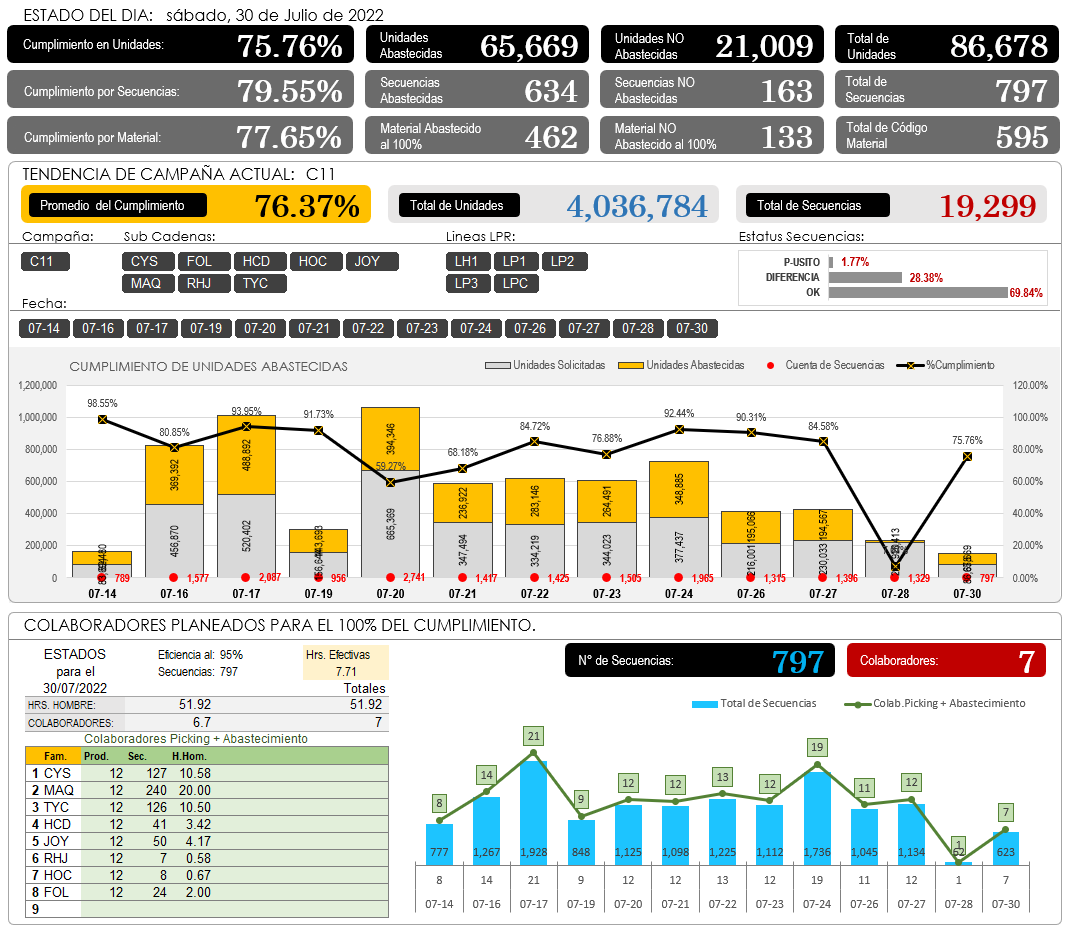 ESTADO DEL DIA: sábado, 30 de Julio de 2022
Cumplimiento en Unidades: 75.76%
Unidades Abastecidas 65,669
Unidades NO Abastecidas 21,009
Total de Unidades 86,678
Cumplimiento por Secuencias: 79.55%
Secuencias Abastecidas 634
Secuencias NO Abastecidas 163
Total de Secuencias 797
Cumplimiento por Material: 77.65%
Material Abastecido al 100% 462
Material NO Abastecido al 100% 133
Total de Código Material 595
TENDENCIA DE CAMPAÑA ACTUAL: C11
Promedio del Cumplimiento 76.37%
Total de Unidades 4,036,784
Total de Secuencias 19,299
Campaña: Sub Cadenas: Lineas LPR: Estatus Secuencias:
C11 CYS FOL HCD HOC JOY LH1 LP1 LP2
MAQ RHJ TYC LP3 LPC
P-USITO 1.77%
DIFERENCIA 28.38%
OK 69.84%
Fecha:
07-14 07-16 07-17 07-19 07-20 07-21 07-22 07-23 07-24 07-26 07-27 07-28 07-30
CUMPLIMIENTO DE UNIDADES ABASTECIDAS
Unidades Solicitadas Unidades Abastecidas Cuenta de Secuencias %Cumplimiento
1,200,000 1,000,000 800,000 600,000 400,000 200,000 0
120.00% 100.00% 80.00% 60.00% 40.00% 20.00% 0.00%
98.55% 80.85% 93.95% 91.73% 59.27% 68.18% 84.72% 76.88% 92.44% 90.31% 84.58% 75.76%
369,392 488,892 143,693 394,346 236,922 283,146 264,491 348,885 195,066 194,567
456,870 520,402 156,644 665,369 347,494 334,219 344,023 377,437 216,001 230,033
789 1,577 2,087 956 2,741 1,417 1,425 1,505 1,965 1,315 1,396 1,329 797
07-14 07-16 07-17 07-19 07-20 07-21 07-22 07-23 07-24 07-26 07-27 07-28 07-30
COLABORADORES PLANEADOS PARA EL 100% DEL CUMPLIMIENTO.
ESTADOS
para el
30/07/2022
Eficiencia al: 95%
Secuencias: 797
Hrs. Efectivas
7.71
Totales
HRS. HOMBRE: 51.92 51.92
COLABORADORES: 6.7 7
Colaboradores Picking + Abastecimiento
Fam. Prod. Sec. H.Hom.
1 CYS 12 127 10.58
2 MAQ 12 240 20.00
3 TYC 12 126 10.50
4 HCD 12 41 3.42
5 JOY 12 50 4.17
6 RHJ 12 7 0.58
7 HOC 12 8 0.67
8 FOL 12 24 2.00
9
N° de Secuencias: 797
Colaboradores: 7
Total de Secuencias Colab.Picking + Abastecimiento
8 14 21 9 12 12 13 12 19 11 12 1 7
777 1,267 1,928 848 1,125 1,098 1,225 1,112 1,736 1,045 1,134 62 623
8 14 21 9 12 12 13 12 19 11 12 1 7
07-14 07-16 07-17 07-19 07-20 07-21 07-22 07-23 07-24 07-26 07-27 07-28 07-30